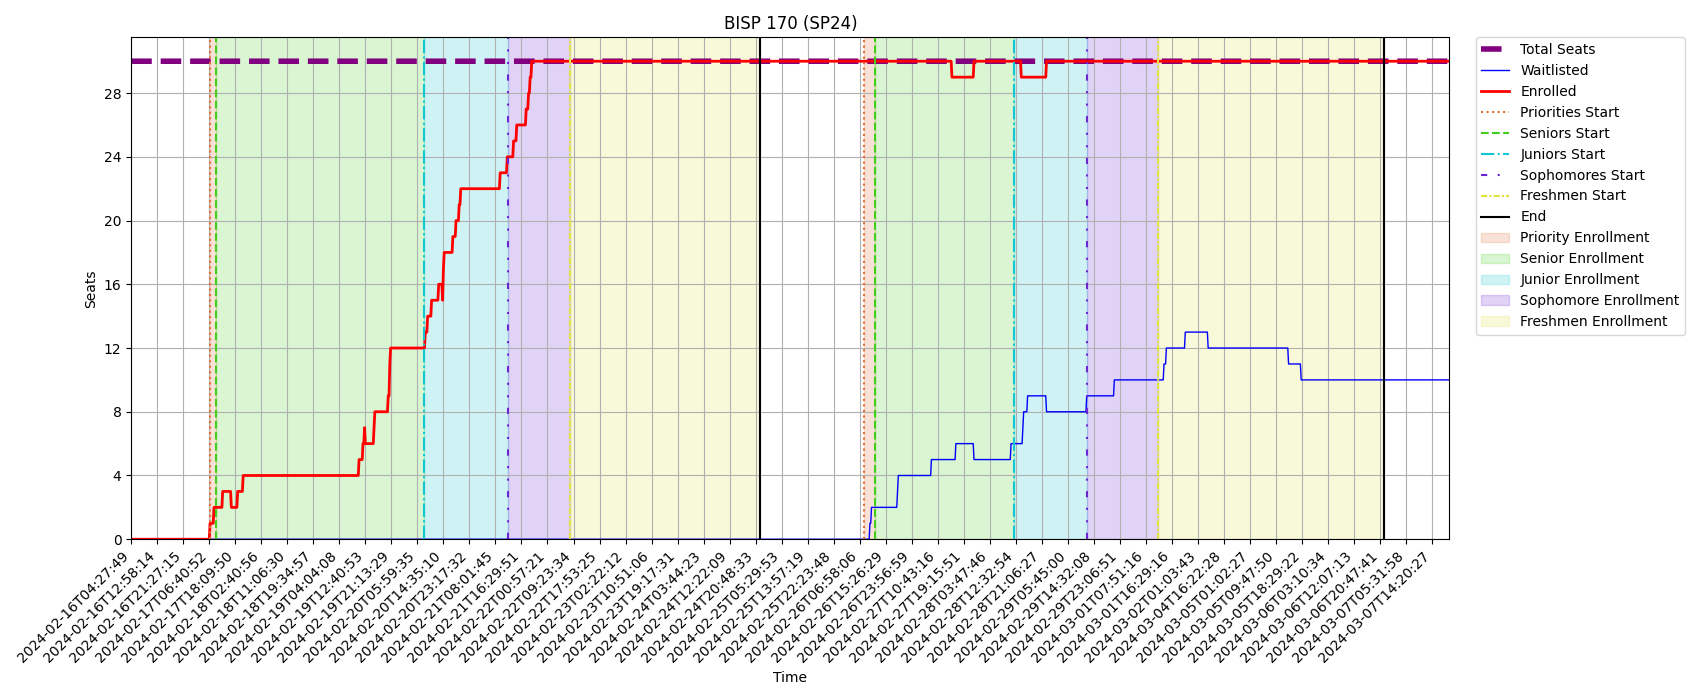 BISP 170 (SP24)
Seats
28
24
20
16
12
8
4
0
2024-02-16T04:27:49
2024-02-16T12:58:14
2024-02-16T21:27:15
2024-02-17T06:40:52
2024-02-17T18:09:50
2024-02-18T02:40:56
2024-02-18T11:06:30
2024-02-18T19:34:57
2024-02-19T04:04:08
2024-02-19T12:40:53
2024-02-19T21:13:29
2024-02-20T05:59:35
2024-02-20T14:35:10
2024-02-20T23:17:32
2024-02-21T08:01:45
2024-02-21T16:29:51
2024-02-22T00:57:21
2024-02-22T09:23:34
2024-02-22T17:53:25
2024-02-23T02:22:12
2024-02-23T10:51:06
2024-02-23T19:17:31
2024-02-24T03:44:23
2024-02-24T12:22:09
2024-02-24T20:48:33
2024-02-25T05:29:53
2024-02-25T13:57:19
2024-02-25T22:23:48
2024-02-26T06:58:06
2024-02-26T15:26:29
2024-02-26T23:56:59
2024-02-27T10:43:16
2024-02-27T19:15:51
2024-02-28T03:47:46
2024-02-28T12:32:54
2024-02-28T21:06:27
2024-02-29T05:45:00
2024-02-29T14:32:08
2024-02-29T23:06:51
2024-03-01T07:51:16
2024-03-01T16:29:16
2024-03-02T01:03:43
2024-03-04T16:22:28
2024-03-05T01:02:27
2024-03-05T09:47:50
2024-03-05T18:29:22
2024-03-06T03:10:34
2024-03-06T12:07:13
2024-03-06T20:47:41
2024-03-07T05:31:58
2024-03-07T14:20:27
Time
Total Seats
Waitlisted
Enrolled
Priorities Start
Seniors Start
Juniors Start
Sophomores Start
Freshmen Start
End
Priority Enrollment
Senior Enrollment
Junior Enrollment
Sophomore Enrollment
Freshmen Enrollment